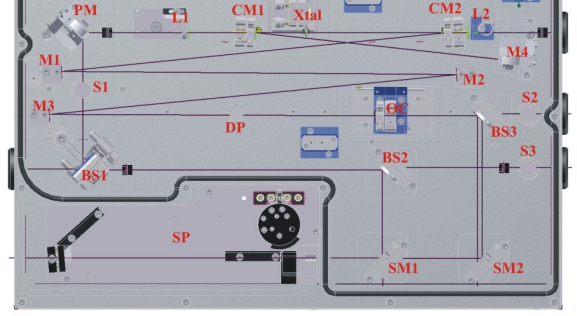 PM L1 CM1 Xtal CM2 L2
M4
M1 M2
S1
M3 DP OC BS3 S2
BS1 BS2 S3
SP
SM1 SM2